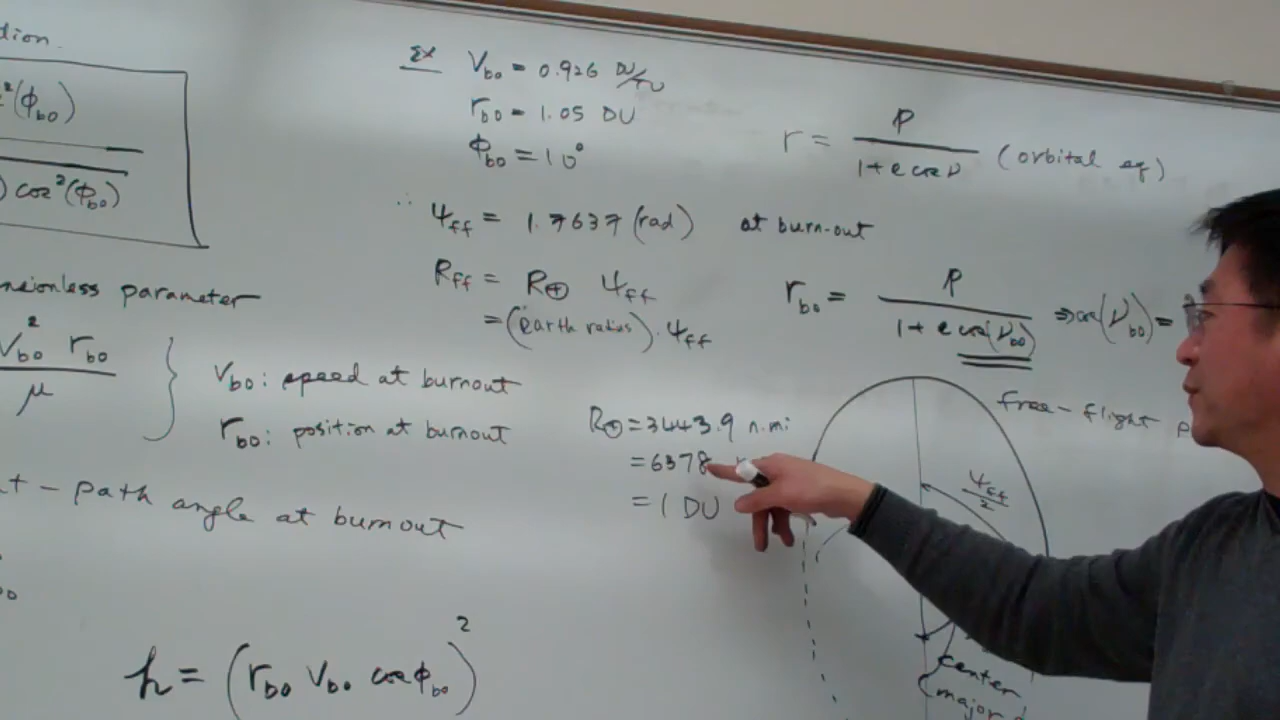 tion.
²(ϕbo)
) cos²(ϕbo)
nsionless parameter
Vbo² rbo
μ
Vbo: speed at burnout
rbo: position at burnout
t - path angle at burnout
bo
h = (rbo Vbo cosϕbo)²
Ex Vbo = 0.926 DU/TU
rbo = 1.05 DU
ϕbo = 10°
∴ Ψff = 1.7637 (rad)
Rff = R⊕ Ψff
= (earth radius) . Ψff
R⊕ = 3443.9 n.mi
= 6378
= 1 DU
r = P / (1 + e cos ν) (orbital eq)
at burn-out
rbo = P / (1 + e cos(νbo)) ⇒ cos(νbo) =
free-flight p
Ψff/2
center
(major